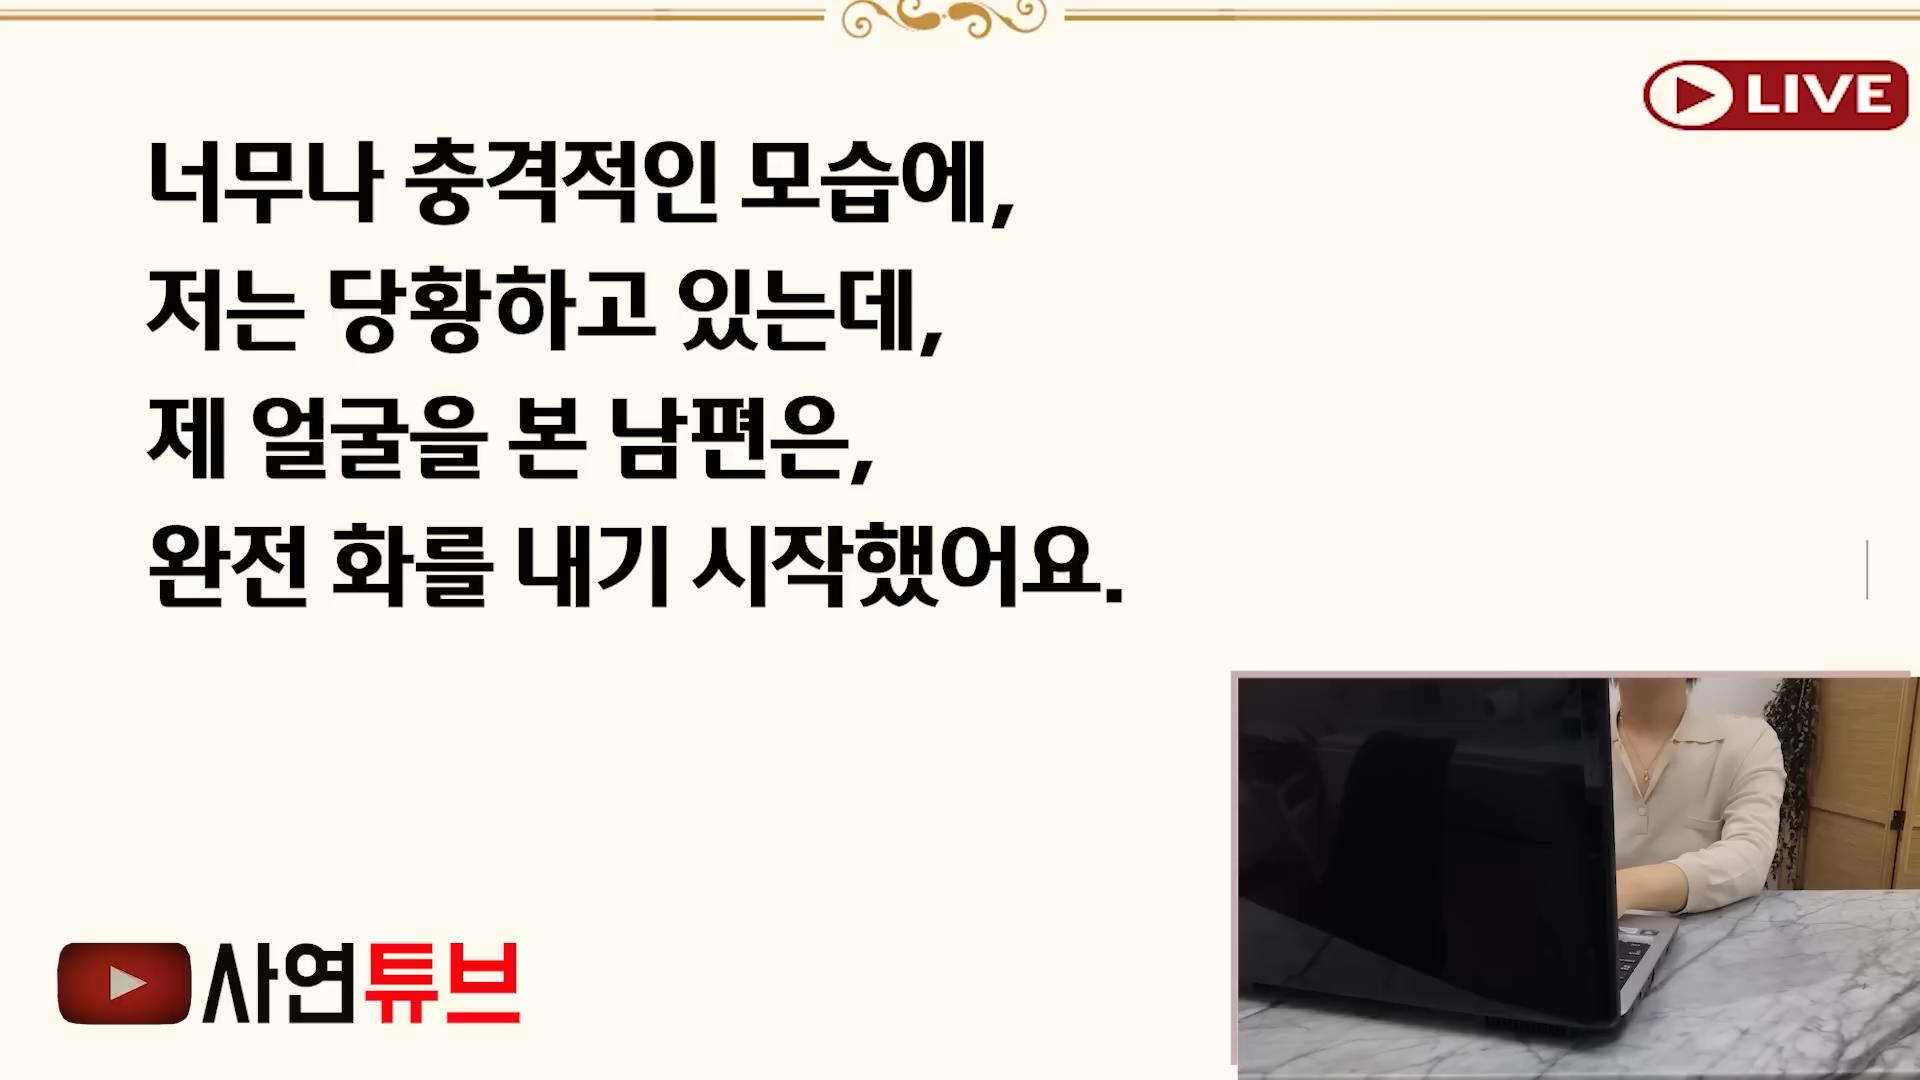 LIVE
너무나 충격적인 모습에,
저는 당황하고 있는데,
제 얼굴을 본 남편은,
완전 화를 내기 시작했어요.
사연튜브